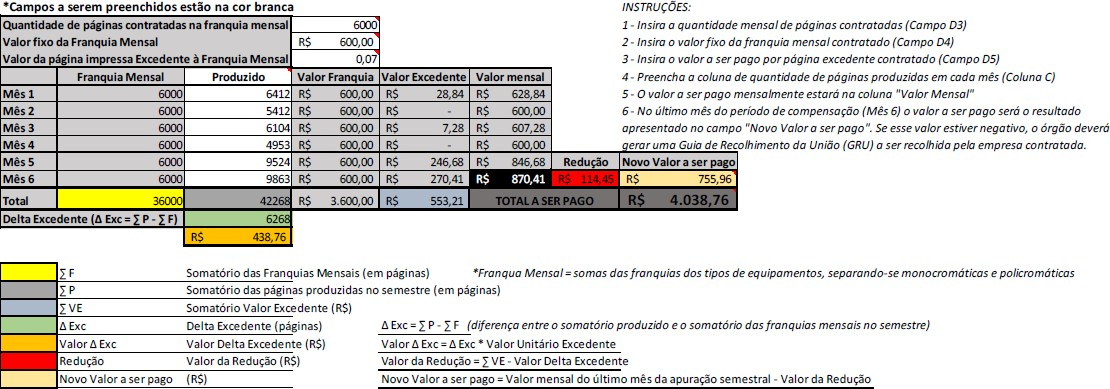 *Campos a serem preenchidos estão na cor branca
Quantidade de páginas contratadas na franquia mensal 6000
Valor fixo da Franquia Mensal R$ 600,00
Valor da página impressa Excedente à Franquia Mensal 0,07
Franquia Mensal Produzido Valor Franquia Valor Excedente Valor mensal
Mês 1 6000 6412 R$ 600,00 R$ 28,84 R$ 628,84
Mês 2 6000 5412 R$ 600,00 R$ - R$ 600,00
Mês 3 6000 6104 R$ 600,00 R$ 7,28 R$ 607,28
Mês 4 6000 4953 R$ 600,00 R$ - R$ 600,00
Mês 5 6000 9524 R$ 600,00 R$ 246,68 R$ 846,68 Redução Novo Valor a ser pago
Mês 6 6000 9863 R$ 600,00 R$ 270,41 R$ 870,41 R$ 114,45 R$ 755,96
Total 36000 42268 R$ 3.600,00 R$ 553,21 TOTAL A SER PAGO R$ 4.038,76
Delta Excedente (Δ Exc = ∑ P - ∑ F) 6268
R$ 438,76
INSTRUÇÕES:
1 - Insira a quantidade mensal de páginas contratadas (Campo D3)
2 - Insira o valor fixo da franquia mensal contratado (Campo D4)
3 - Insira o valor a ser pago por página excedente contratado (Campo D5)
4 - Preencha a coluna de quantidade de páginas produzidas em cada mês (Coluna C)
5 - O valor a ser pago mensalmente estará na coluna "Valor Mensal"
6 - No último mês do período de compensação (Mês 6) o valor a ser pago será o resultado
apresentado no campo "Novo Valor a ser pago". Se esse valor estiver negativo, o órgão deverá
gerar uma Guia de Recolhimento da União (GRU) a ser recolhida pela empresa contratada.
∑ F Somatório das Franquias Mensais (em páginas) *Franqua Mensal = somas das franquias dos tipos de equipamentos, separando-se monocromáticas e policromáticas
∑ P Somatório das páginas produzidas no semestre (em páginas)
∑ VE Somatório Valor Excedente (R$)
Δ Exc Delta Excedente (páginas) Δ Exc = ∑ P - ∑ F (diferença entre o somatório produzido e o somatório das franquias mensais no semestre)
Valor Δ Exc Valor Delta Excedente (R$) Valor Δ Exc = Δ Exc * Valor Unitário Excedente
Redução Valor da Redução (R$) Valor da Redução = ∑ VE - Valor Delta Excedente
Novo Valor a ser pago (R$) Novo Valor a ser pago = Valor mensal do último mês da apuração semestral - Valor da Redução